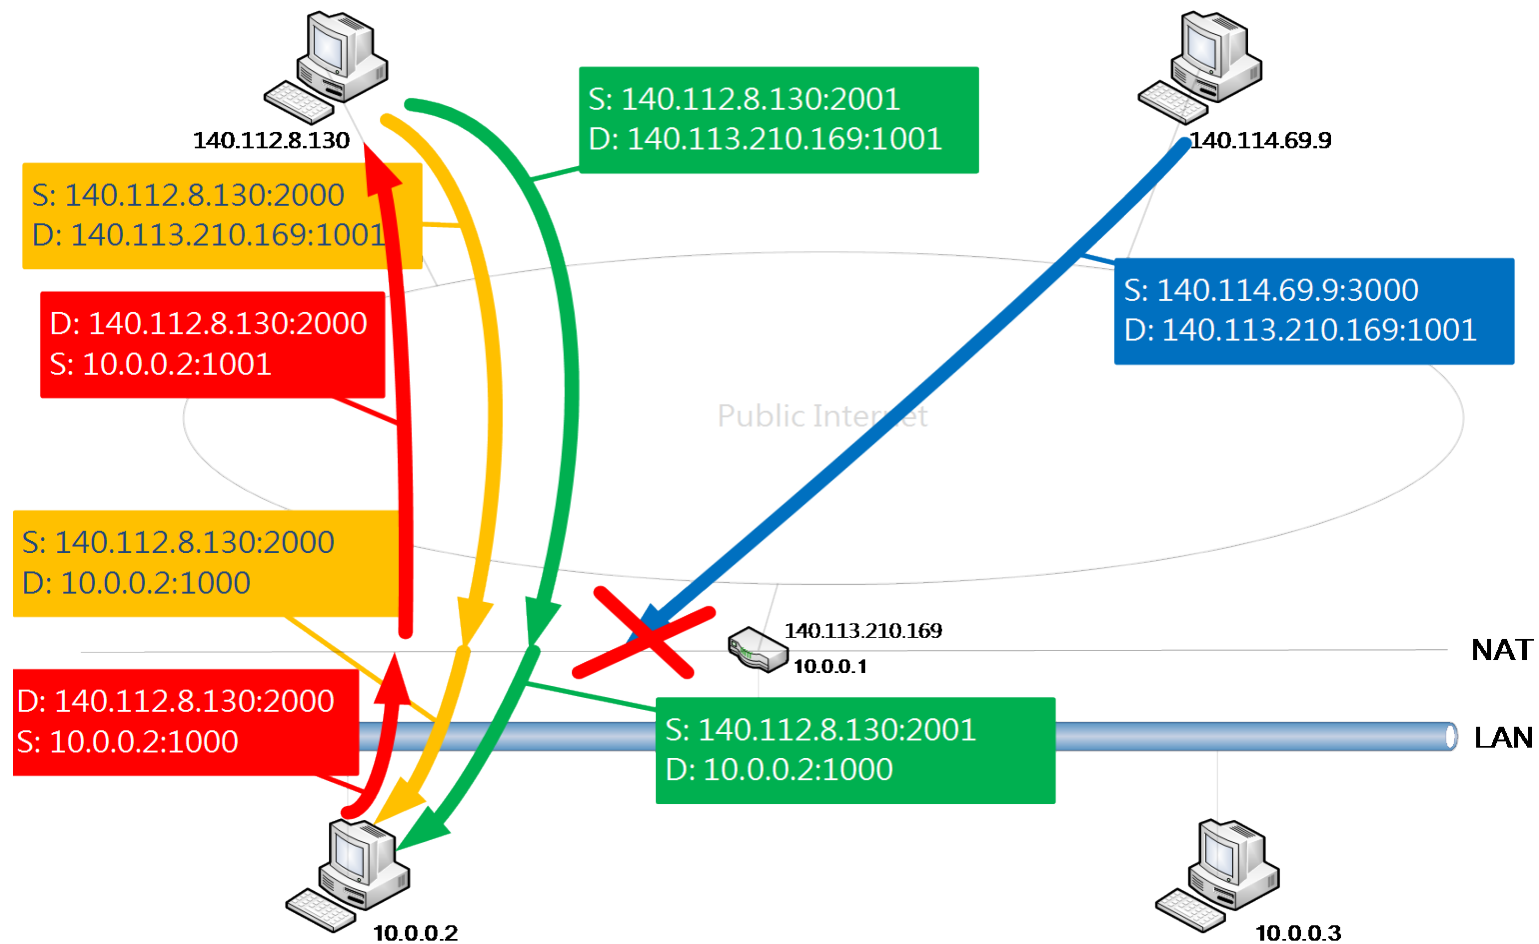 140.112.8.130
140.114.69.9
S: 140.112.8.130:2001
D: 140.113.210.169:1001
S: 140.112.8.130:2000
D: 140.113.210.169:1001
S: 140.114.69.9:3000
D: 140.113.210.169:1001
D: 140.112.8.130:2000
S: 10.0.0.2:1001
Public Internet
S: 140.112.8.130:2000
D: 10.0.0.2:1000
140.113.210.169
10.0.0.1
NAT
D: 140.112.8.130:2000
S: 10.0.0.2:1000
S: 140.112.8.130:2001
D: 10.0.0.2:1000
LAN
10.0.0.2
10.0.0.3